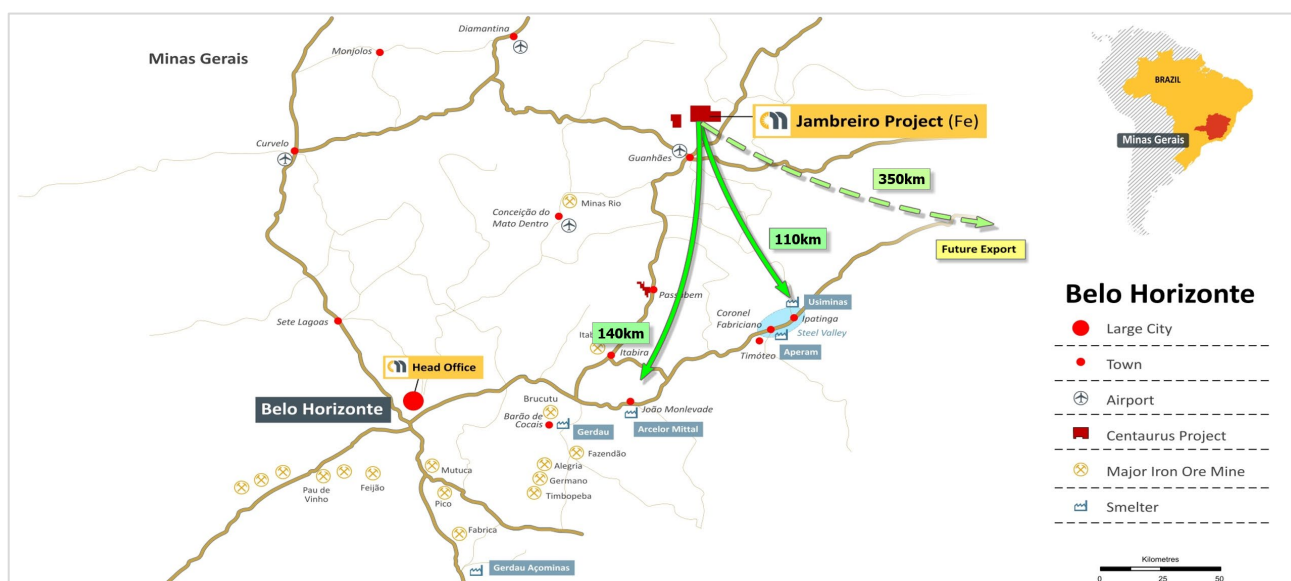 Minas Gerais
Diamantina
Monjolos
BRAZIL
Minas Gerais
Jambreiro Project (Fe)
Curvelo
Guanhães
350km
Minas Rio
Conceição do
Mato Dentro
110km
Future Export
Passabem
Usiminas
Coronel
Fabriciano
Ipatinga
Steel Valley
Sete Lagoas
140km
Itabira
Timóteo
Aperam
Head Office
Belo Horizonte
Brucutu
João Monlevade
Barão de
Cocais
Gerdau
Arcelor Mittal
Fazendão
Mutuca
Alegria
Germano
Timbopeba
Pau de
Vinho
Feijão
Pico
Fabrica
Gerdau Açominas
Belo Horizonte
Large City
Town
Airport
Centaurus Project
Major Iron Ore Mine
Smelter
Kilometres
0 25 50